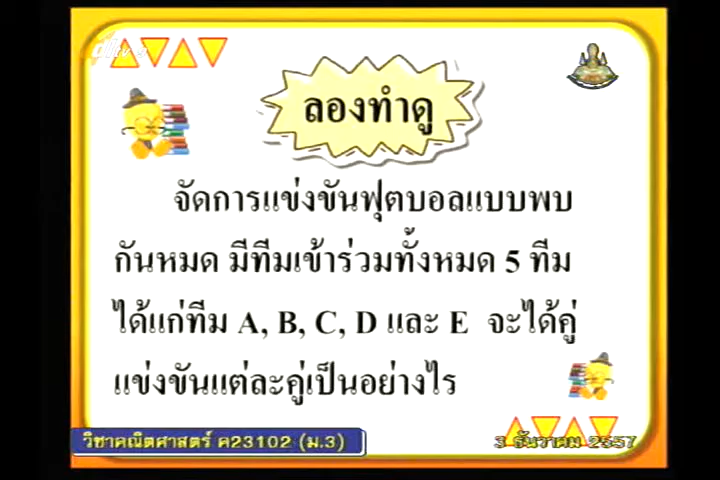 ลองทำดู
จัดการแข่งขันฟุตบอลแบบพบ
กันหมด มีทีมเข้าร่วมทั้งหมด 5 ทีม
ได้แก่ทีม A, B, C, D และ E จะได้คู่
แข่งขันแต่ละคู่เป็นอย่างไร
วิชาคณิตศาสตร์ ค23102 (ม.3)
3 ธันวาคม 2557